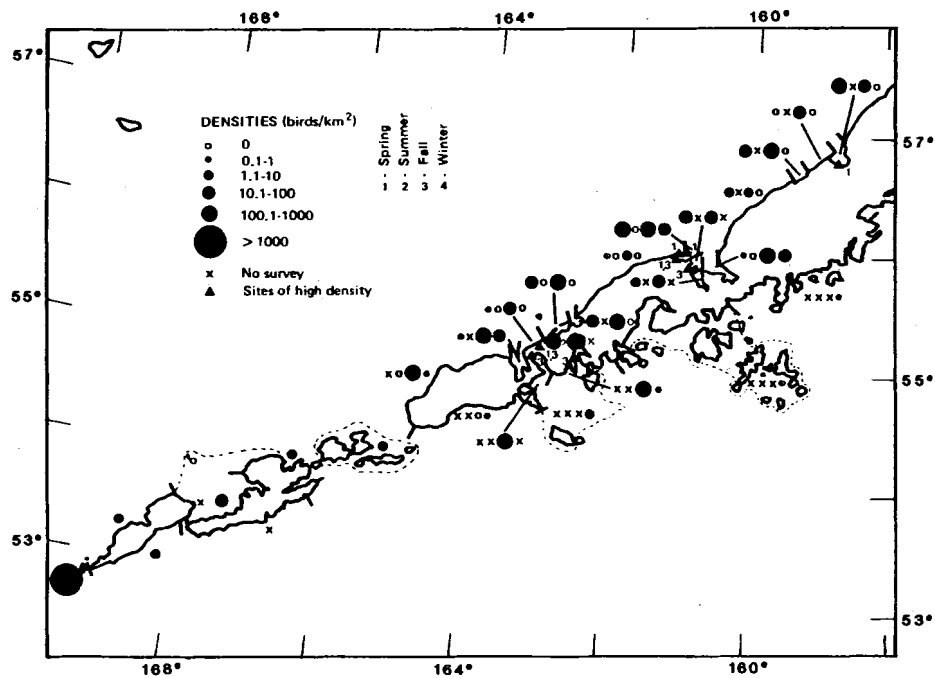 168° 164° 160°
57°
DENSITIES (birds/km²)
0
0.1-1
1.1-10
10.1-100
100.1-1000
> 1000
x No survey
Sites of high density
1 - Spring
2 - Summer
3 - Fall
4 - Winter
57°
55°
55°
53°
53°
168° 164° 160°